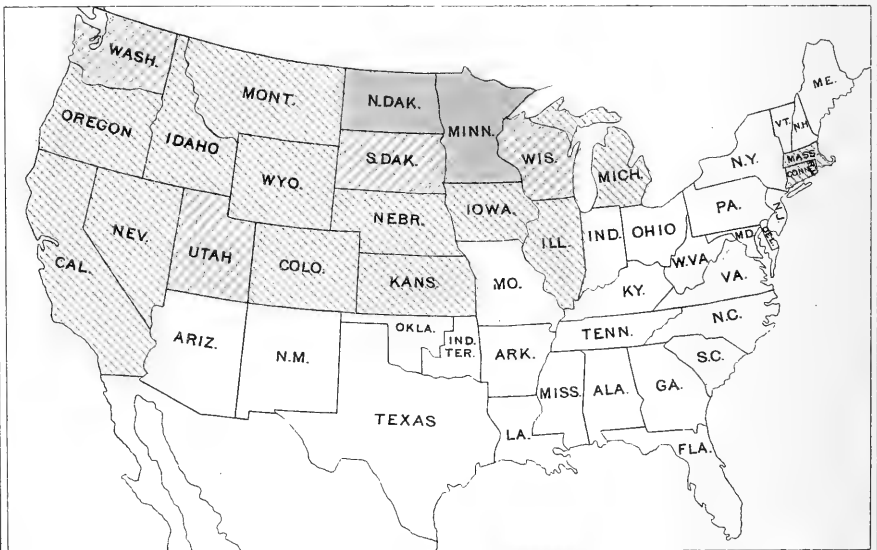 WASH.
MONT.
N.DAK.
MINN.
ME.
OREGON
IDAHO
S.DAK.
WIS.
MICH.
VT.
N.H.
N.Y.
MASS.
CONN.
WYO.
NEBR.
IOWA.
PA.
N.J.
NEV.
UTAH
COLO.
KANS.
ILL.
IND.
OHIO
MD.
DEL.
CAL.
MO.
W.VA.
VA.
KY.
ARIZ.
N.M.
OKLA.
IND.
TER.
ARK.
TENN.
N.C.
S.C.
TEXAS
MISS.
ALA.
GA.
LA.
FLA.